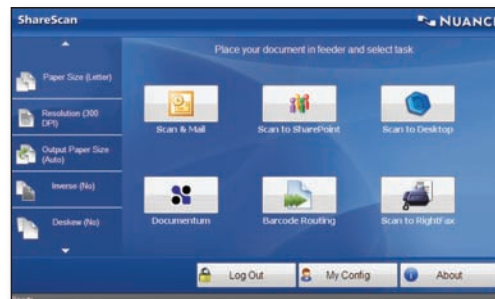 ShareScan
NUANCE
Place your document in feeder and select task.
Paper Size (Letter)
Resolution (300
DPI)
Output Paper Size
(Auto)
Inverse (No)
Deskew (No)
Scan & Mail
Scan to SharePoint
Scan to Desktop
Documentum
Barcode Routing
Scan to RightFax
Log Out
My Config
About